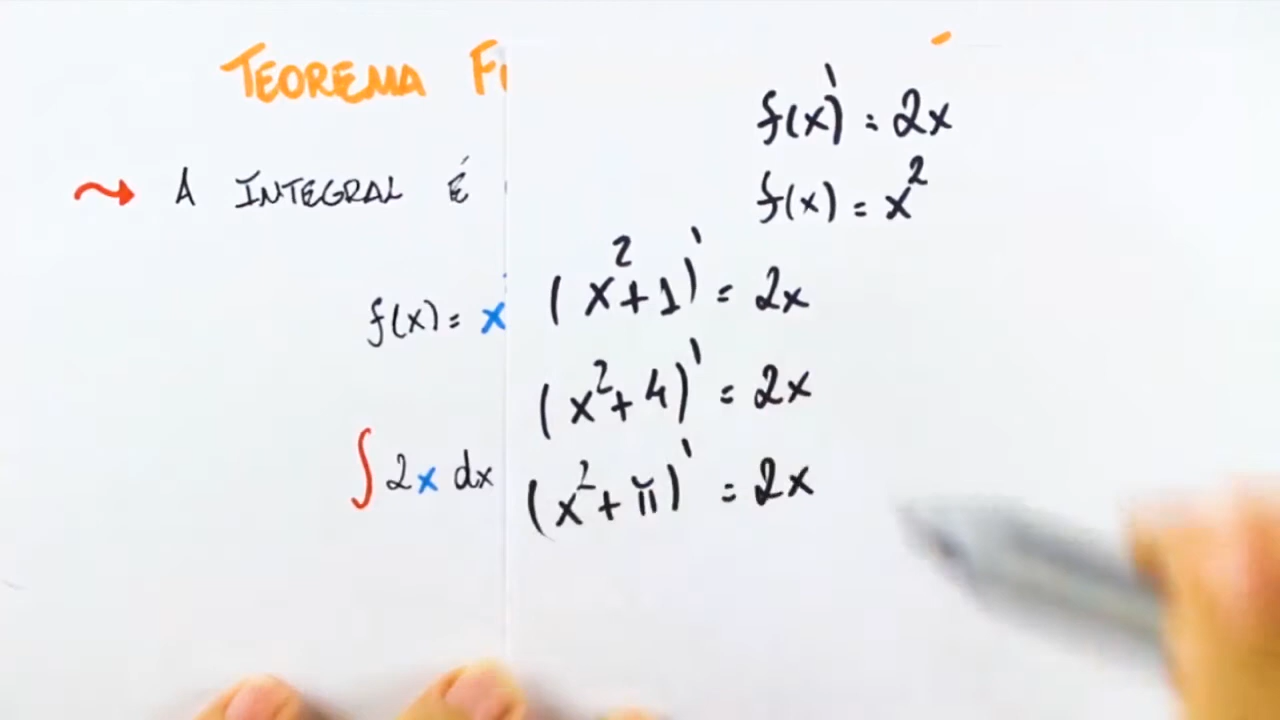 TEOREMA
A INTEGRAL É
f(x) = x
∫ 2x dx
f(x)' = 2x
f(x) = x²
(x²+1)' = 2x
(x²+4)' = 2x
(x²+π)' = 2x